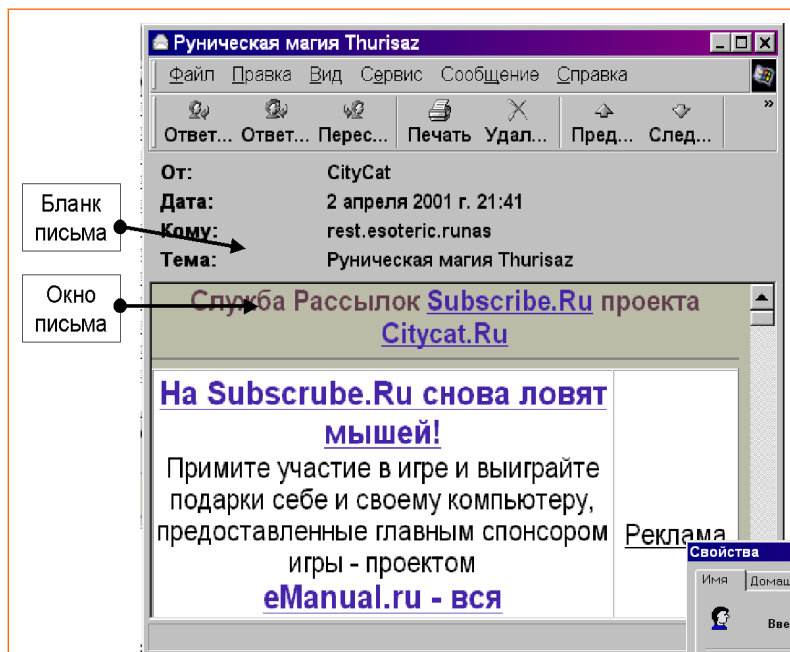 Руническая магия Thurisaz
Файл Правка Вид Сервис Сообщение Справка
Ответ... Ответ... Перес... Печать Удал... Пред... След... »
От: CityCat
Дата: 2 апреля 2001 г. 21:41
Кому: rest.esoteric.runas
Тема: Руническая магия Thurisaz
Бланк
письма
Окно
письма
Служба Рассылок Subscribe.Ru проекта
Citycat.Ru
На Subscrube.Ru снова ловят
мышей!
Примите участие в игре и выиграйте
подарки себе и своему компьютеру,
предоставленные главным спонсором
игры - проектом
eManual.ru - вся
Реклама
Свойства
Имя Домаш
Вве